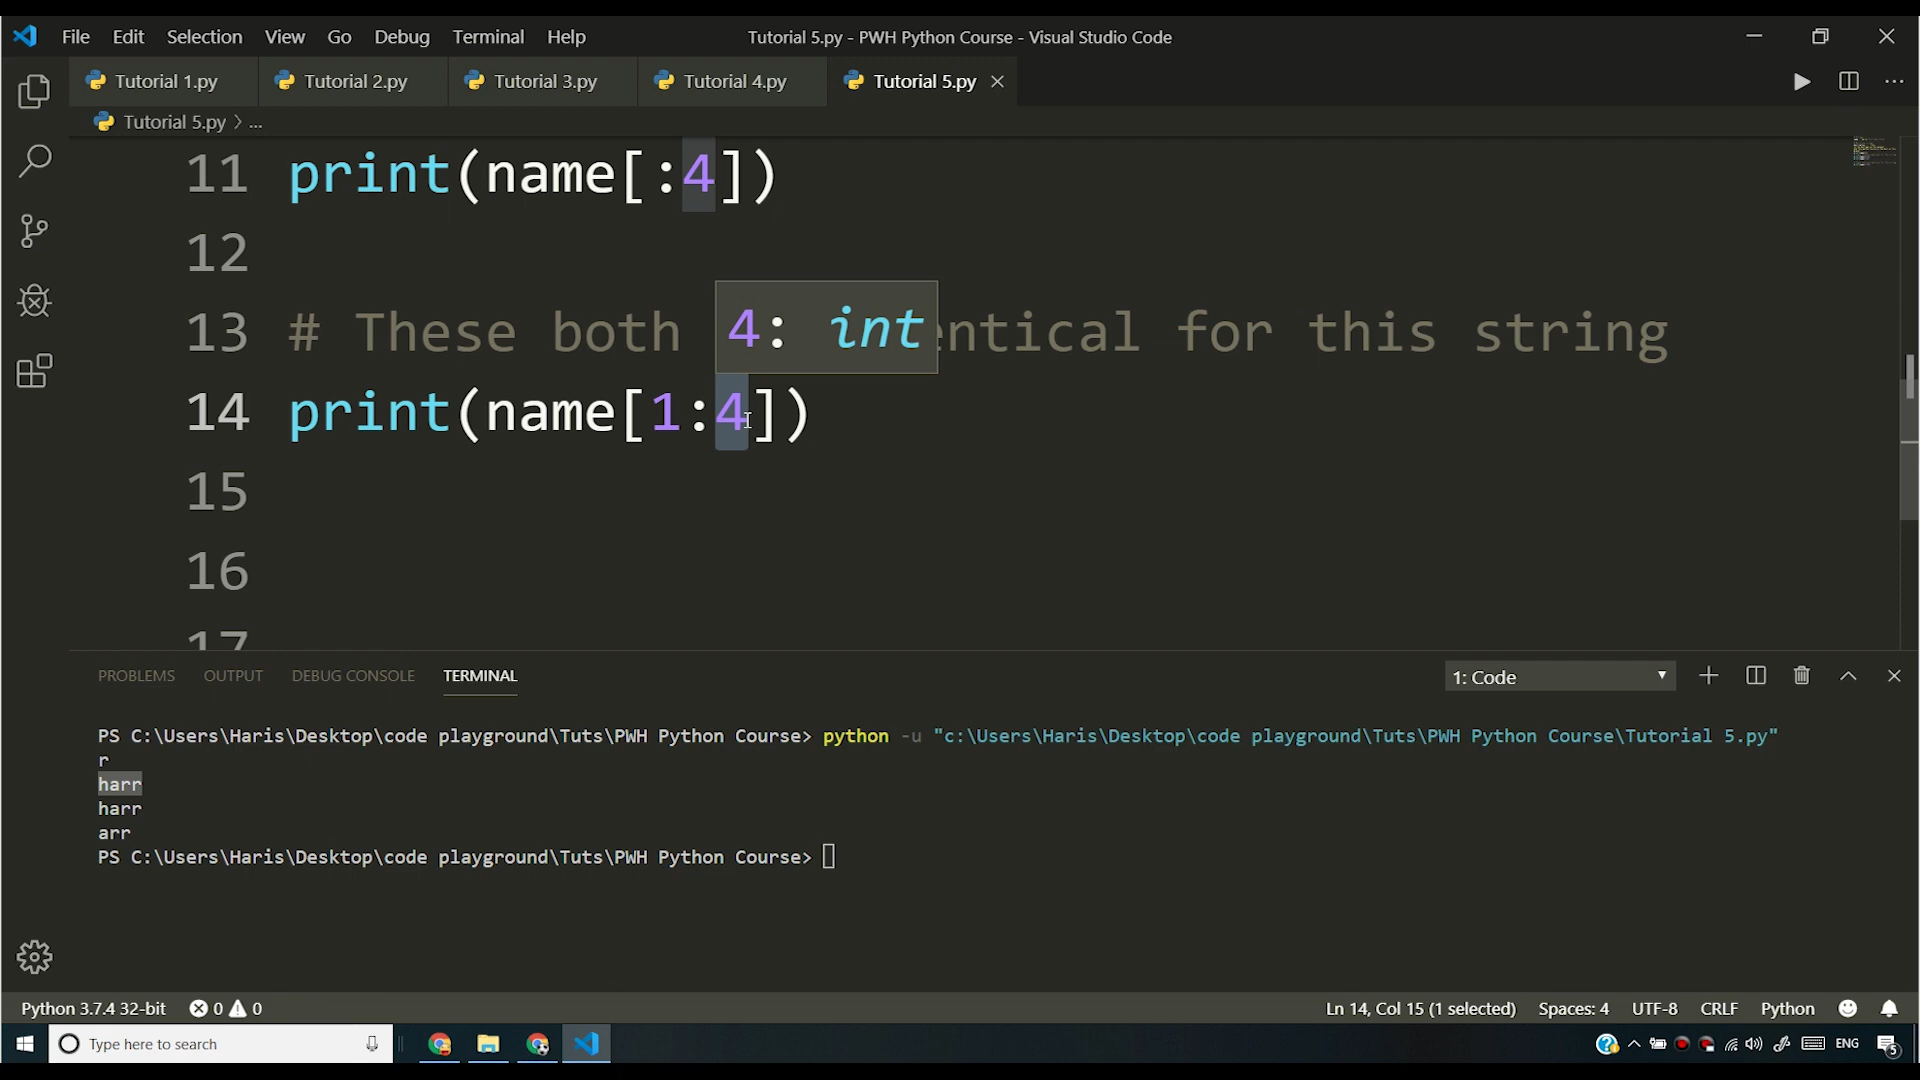 File Edit Selection View Go Debug Terminal Help Tutorial 5.py - PWH Python Course - Visual Studio Code
Tutorial 1.py Tutorial 2.py Tutorial 3.py Tutorial 4.py Tutorial 5.py
Tutorial 5.py > ...
11 print(name[:4])
12
4: int
13 # These both entical for this string
14 print(name[1:4])
15
16
17
PROBLEMS OUTPUT DEBUG CONSOLE TERMINAL 1: Code
PS C:\Users\Haris\Desktop\code playground\Tuts\PWH Python Course> python -u "c:\Users\Haris\Desktop\code playground\Tuts\PWH Python Course\Tutorial 5.py"
r
harr
harr
arr
PS C:\Users\Haris\Desktop\code playground\Tuts\PWH Python Course>
Python 3.7.4 32-bit 0 0 Ln 14, Col 15 (1 selected) Spaces: 4 UTF-8 CRLF Python
Type here to search ENG 5